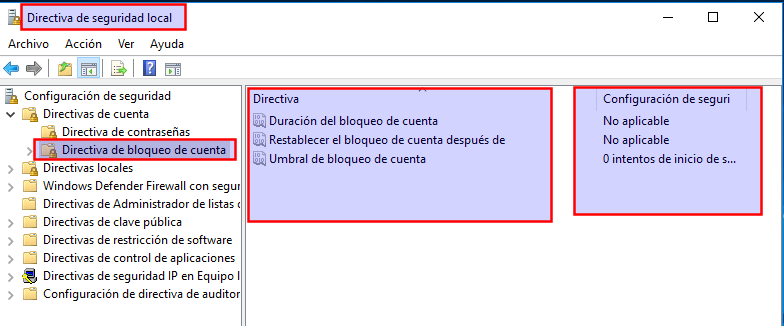 Directiva de seguridad local
Archivo Acción Ver Ayuda
Configuración de seguridad
Directivas de cuenta
Directiva de contraseñas
Directiva de bloqueo de cuenta
Directivas locales
Windows Defender Firewall con segur
Directivas de Administrador de listas d
Directivas de clave pública
Directivas de restricción de software
Directivas de control de aplicaciones
Directivas de seguridad IP en Equipo l
Configuración de directiva de auditor
Directiva Configuración de seguri
Duración del bloqueo de cuenta No aplicable
Restablecer el bloqueo de cuenta después de No aplicable
Umbral de bloqueo de cuenta 0 intentos de inicio de s...